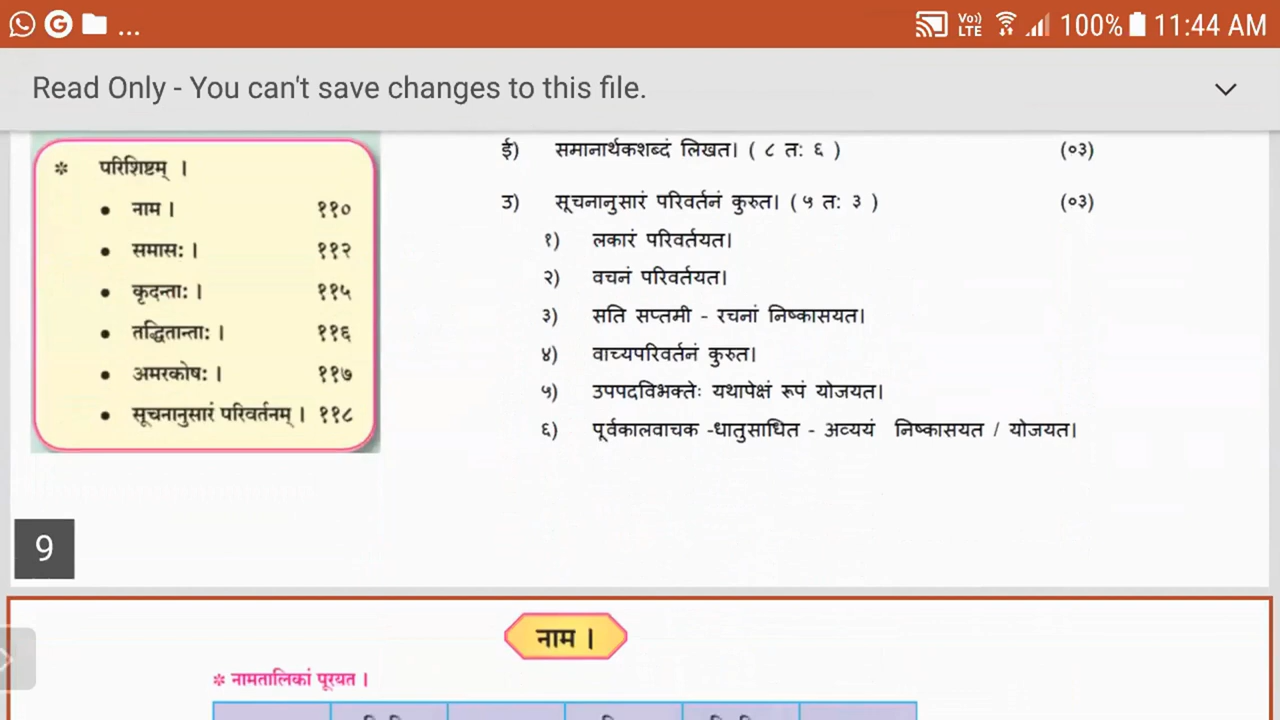 ... Vo)) LTE 100% 11:44 AM
Read Only - You can't save changes to this file.
* परिशिष्टम् ।
• नाम । ११०
• समासः । ११२
• कृदन्ताः । ११५
• तद्धितान्ताः । ११६
• अमरकोषः । ११७
• सूचनानुसारं परिवर्तनम् । ११८
ई) समानार्थकशब्दं लिखत। ( ८ तः ६ ) (०३)
उ) सूचनानुसारं परिवर्तनं कुरुत। ( ५ तः ३ ) (०३)
१) लकारं परिवर्तयत।
२) वचनं परिवर्तयत।
३) सति सप्तमी - रचनां निष्कासयत।
४) वाच्यपरिवर्तनं कुरुत।
५) उपपदविभक्तेः यथापेक्षं रूपं योजयत।
६) पूर्वकालवाचक -धातुसाधित - अव्ययं निष्कासयत / योजयत।
9
नाम ।
* नामतालिकां पूरयत ।